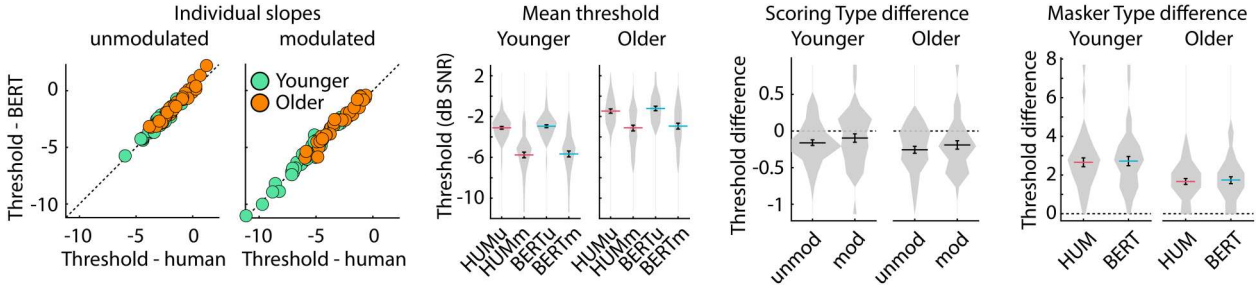 Individual slopes
unmodulated
modulated
Threshold - BERT
0
-5
-10
-10
-5
0
-10
-5
0
Threshold - human
Threshold - human
Younger
Older
Mean threshold
Younger
Older
Threshold (dB SNR)
2
-2
-6
-10
HUMu
HUMm
BERTu
BERTm
HUMu
HUMm
BERTu
BERTm
Scoring Type difference
Younger
Older
Threshold difference
0.5
0
-0.5
-1
unmod
mod
unmod
mod
Masker Type difference
Younger
Older
Threshold difference
8
6
4
2
0
HUM
BERT
HUM
BERT